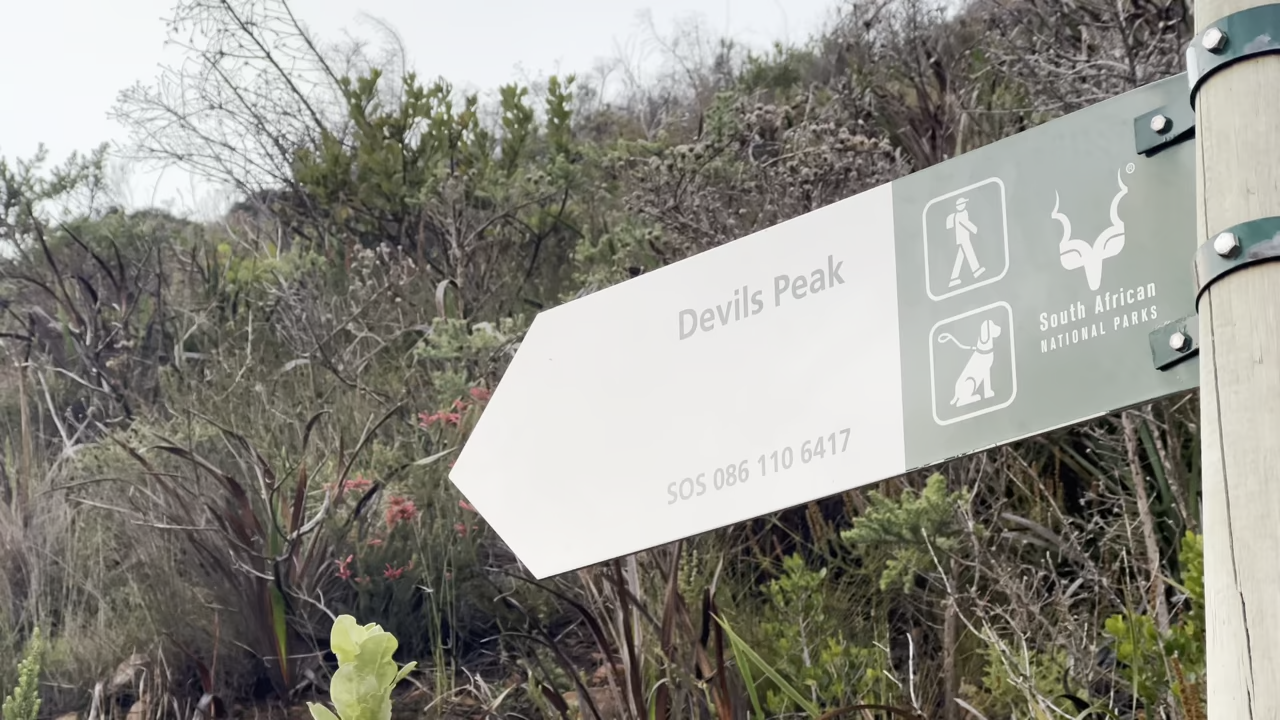 Devils Peak
SOS 086 110 6417
South African
NATIONAL PARKS
®